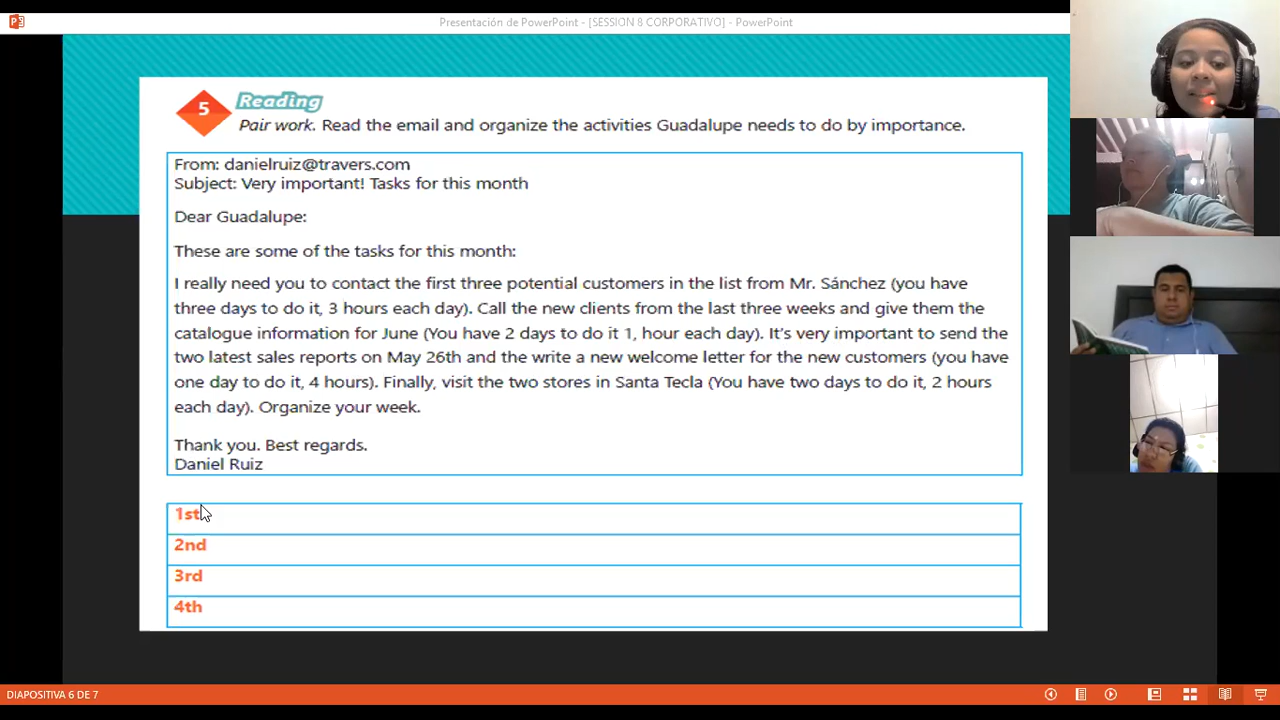 Presentación de PowerPoint - [SESSION 8 CORPORATIVO] - PowerPoint
5
Reading
Pair work. Read the email and organize the activities Guadalupe needs to do by importance.
From: danielruiz@travers.com
Subject: Very important! Tasks for this month
Dear Guadalupe:
These are some of the tasks for this month:
I really need you to contact the first three potential customers in the list from Mr. Sánchez (you have
three days to do it, 3 hours each day). Call the new clients from the last three weeks and give them the
catalogue information for June (You have 2 days to do it 1, hour each day). It's very important to send the
two latest sales reports on May 26th and the write a new welcome letter for the new customers (you have
one day to do it, 4 hours). Finally, visit the two stores in Santa Tecla (You have two days to do it, 2 hours
each day). Organize your week.
Thank you. Best regards.
Daniel Ruiz
1st
2nd
3rd
4th
DIAPOSITIVA 6 DE 7